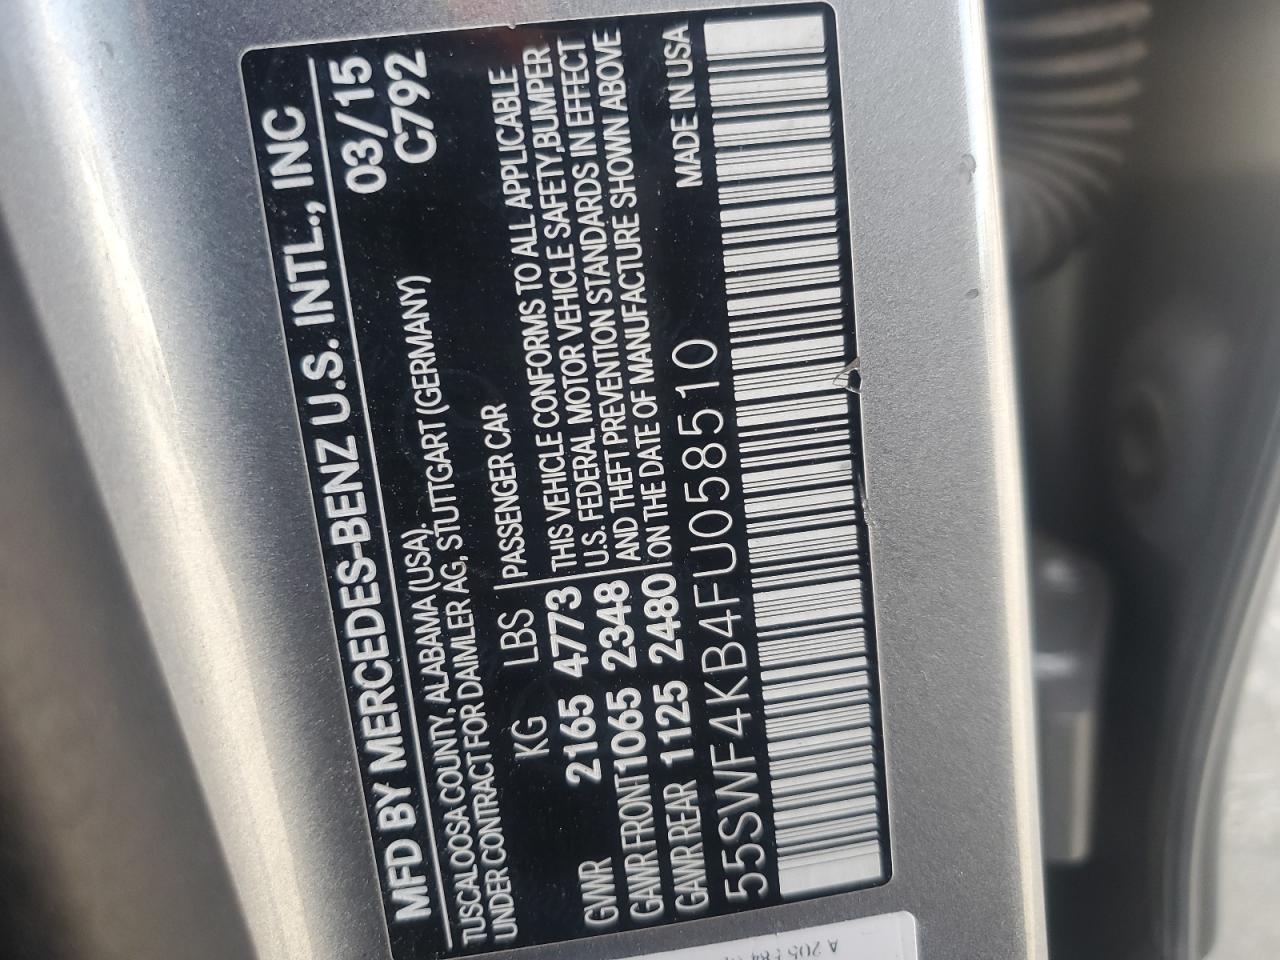 MFD BY MERCEDES-BENZ U.S. INTL., INC
TUSCALOOSA COUNTY, ALABAMA (USA). 03/15
UNDER CONTRACT FOR DAIMLER AG, STUTTGART (GERMANY) C792
KG LBS PASSENGER CAR
GVWR 2165 4773 THIS VEHICLE CONFORMS TO ALL APPLICABLE
GAWR FRONT 1065 2348 U.S. FEDERAL MOTOR VEHICLE SAFETY, BUMPER
GAWR REAR 1125 2480 AND THEFT PREVENTION STANDARDS IN EFFECT
ON THE DATE OF MANUFACTURE SHOWN ABOVE
55SWF4KB4FU058510 MADE IN USA
A 205